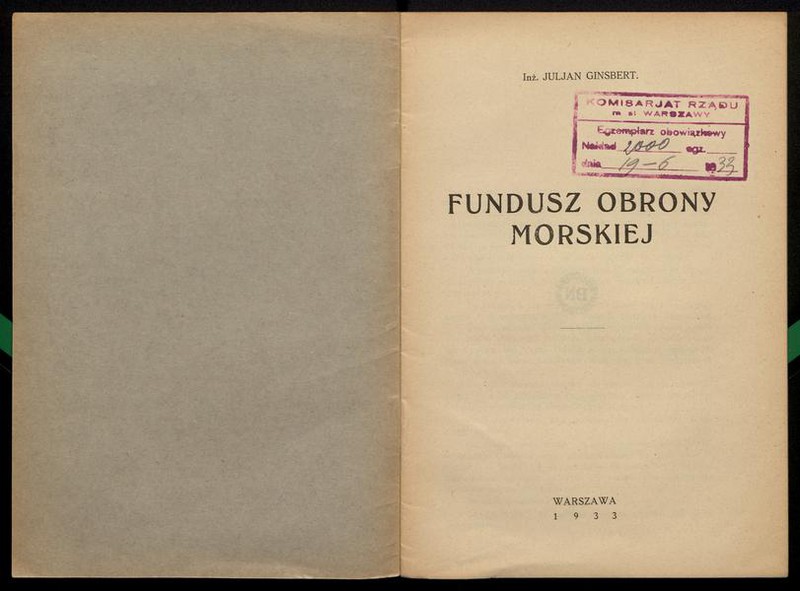 Inż. JULJAN GINSBERT.
KOMISARJAT RZĄDU
m st WARSZAWY
Egzemplarz obowiązkowy
Nakład 2000 egz.
dnia 19-6 1933
FUNDUSZ OBRONY
MORSKIEJ
WARSZAWA
1933